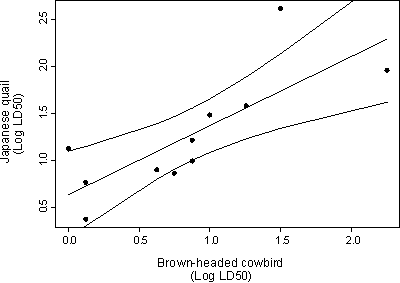 Japanese quail
(Log LD50)
2.5
2.0
1.5
1.0
0.5
0.0 0.5 1.0 1.5 2.0
Brown-headed cowbird
(Log LD50)